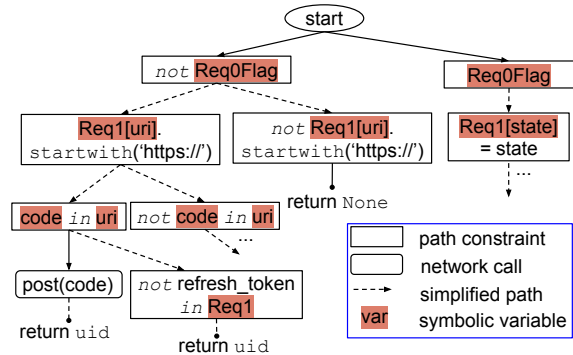 start
not Req0Flag
Req0Flag
Req1[uri].
startwith(‘https://’)
not Req1[uri].
startwith(‘https://’)
Req1[state]
= state
...
return None
code in uri
not code in uri
...
post(code)
not refresh_token
in Req1
return uid
return uid
path constraint
network call
simplified path
var symbolic variable